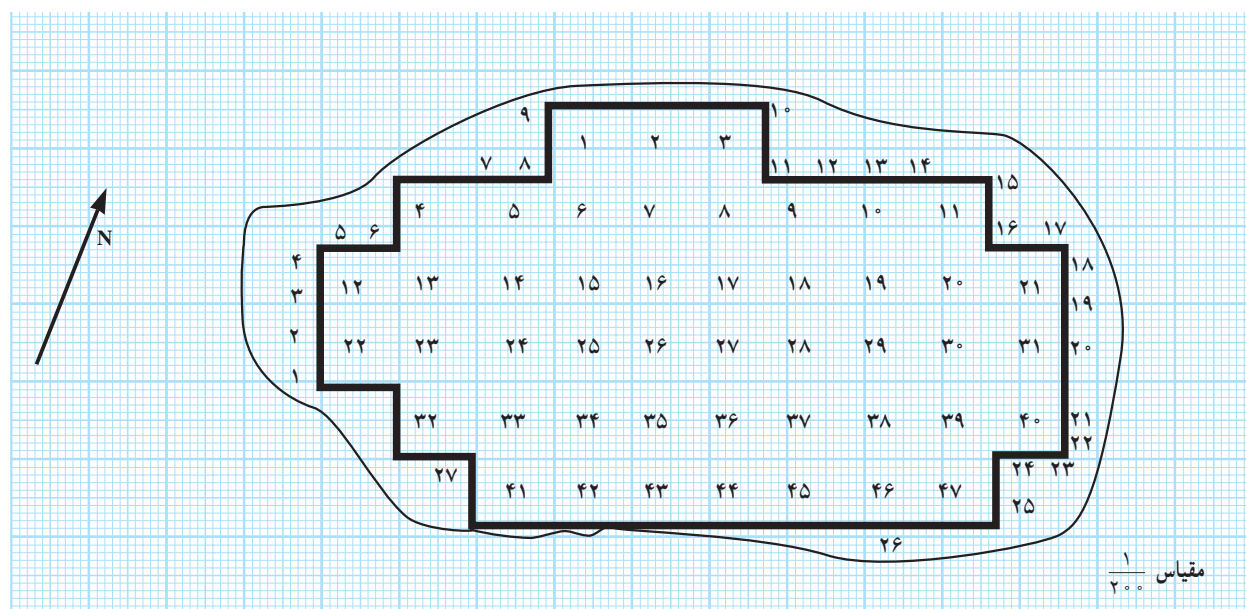 ۹ ۱۰
۱ ۲ ۳
۷ ۸ ۱۱ ۱۲ ۱۳ ۱۴
۱۵
۴ ۵ ۶ ۷ ۸ ۹ ۱۰ ۱۱
۵ ۶ ۱۶ ۱۷
N
۴ ۱۸
۱۲ ۱۳ ۱۴ ۱۵ ۱۶ ۱۷ ۱۸ ۱۹ ۲۰ ۲۱
۳ ۱۹
۲ ۲۲ ۲۳ ۲۴ ۲۵ ۲۶ ۲۷ ۲۸ ۲۹ ۳۰ ۳۱ ۲۰
۱
۳۲ ۳۳ ۳۴ ۳۵ ۳۶ ۳۷ ۳۸ ۳۹ ۴۰ ۲۱
۲۲
۲۷ ۲۴ ۲۳
۴۱ ۴۲ ۴۳ ۴۴ ۴۵ ۴۶ ۴۷ ۲۵
۲۶
مقیاس ۱/۲۰۰